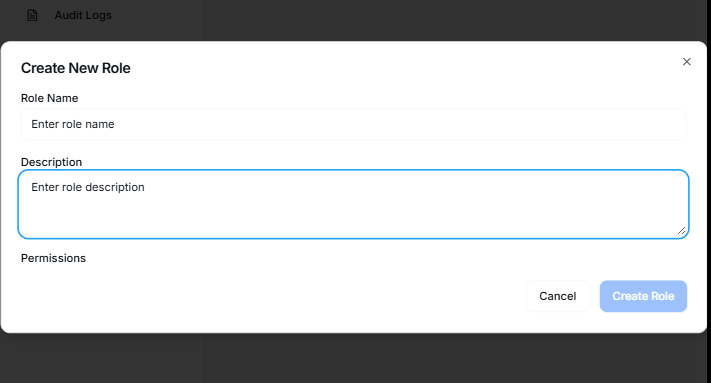 Audit Logs
Create New Role
Role Name
Enter role name
Description
Enter role description
Permissions
Cancel
Create Role